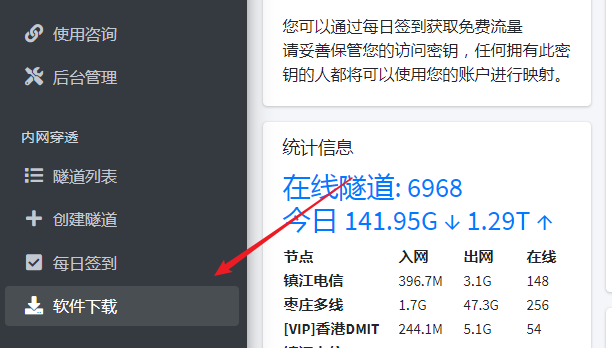 使用咨询
后台管理
内网穿透
隧道列表
创建隧道
每日签到
软件下载
您可以通过每日签到获取免费流量
请妥善保管您的访问密钥，任何拥有此密
钥的人都将可以使用您的账户进行映射。
统计信息
在线隧道: 6968
今日 141.95G ↓ 1.29T ↑
节点 入网 出网 在线
镇江电信 396.7M 3.1G 148
枣庄多线 1.7G 47.3G 256
[VIP]香港DMIT 244.1M 5.1G 54